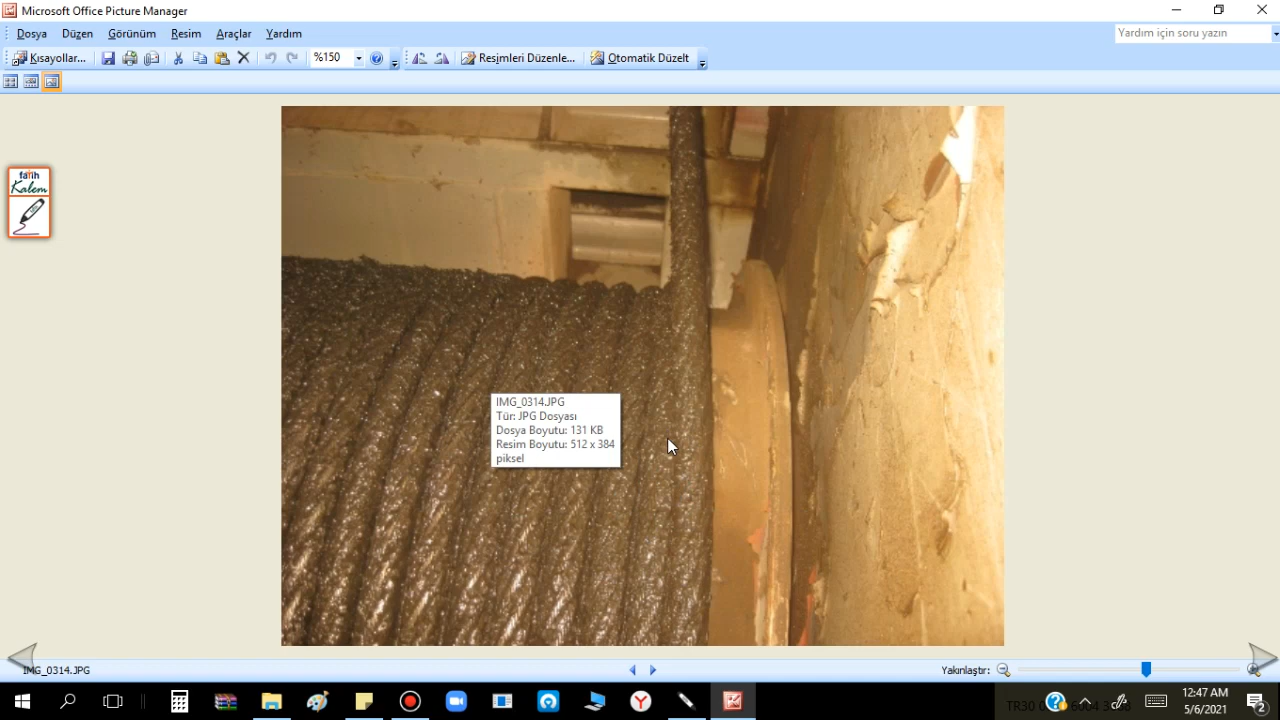 Microsoft Office Picture Manager
Dosya Düzen Görünüm Resim Araçlar Yardım
Yardım için soru yazın
Kısayollar... %150 Resimleri Düzenle... Otomatik Düzelt
fatih
Kalem
IMG_0314.JPG
Tür: JPG Dosyası
Dosya Boyutu: 131 KB
Resim Boyutu: 512 x 384
piksel
IMG_0314.JPG
Yakınlaştır:
12:47 AM
5/6/2021
2